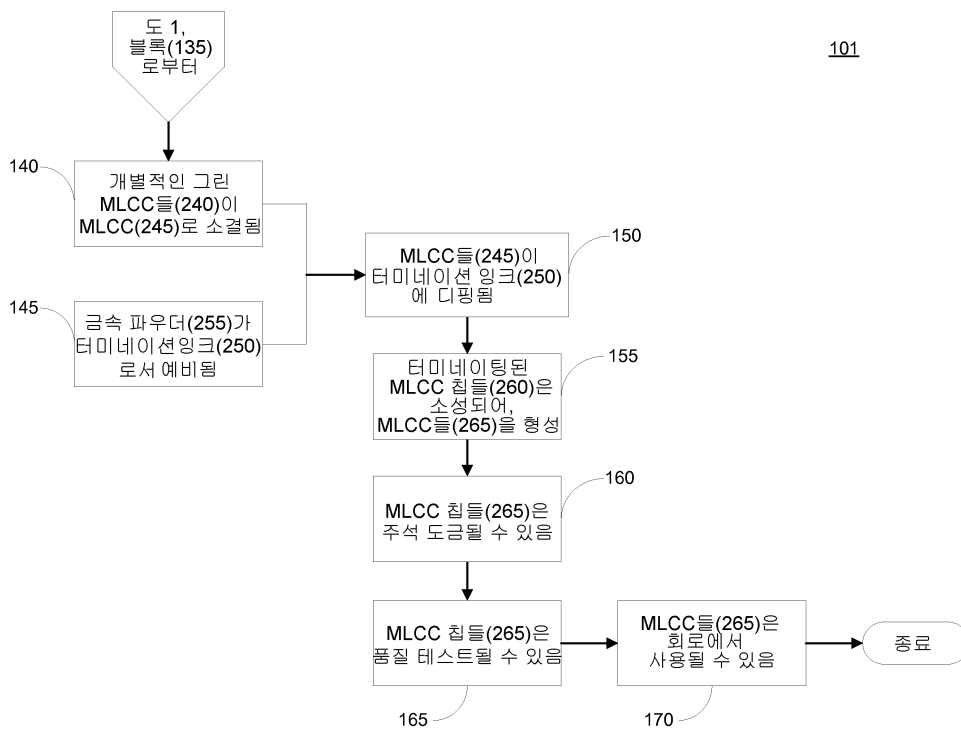 도 1,
블록(135)
로부터
101
140
개별적인 그린
MLCC들(240)이
MLCC(245)로 소결됨
150
MLCC들(245)이
터미네이션 잉크(250)
에 디핑됨
145
금속 파우더(255)가
터미네이션잉크(250)
로서 예비됨
155
터미네이팅된
MLCC 칩들(260)은
소성되어,
MLCC들(265)을 형성
160
MLCC 칩들(265)은
주석 도금될 수 있음
MLCC 칩들(265)은
품질 테스트될 수 있음
165
MLCC들(265)은
회로에서
사용될 수 있음
170
종료